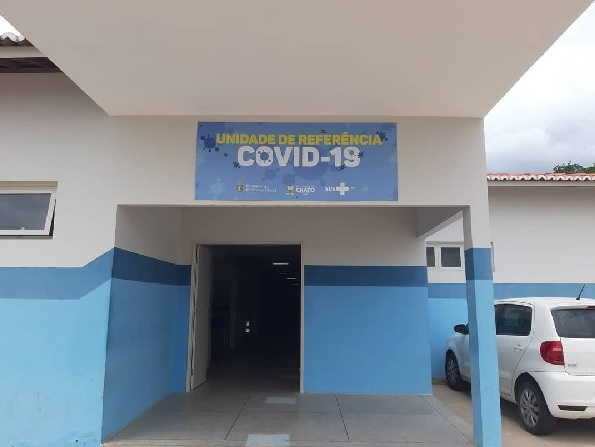 UNIDADE DE REFERÊNCIA
COVID-19
CRATO
SUS